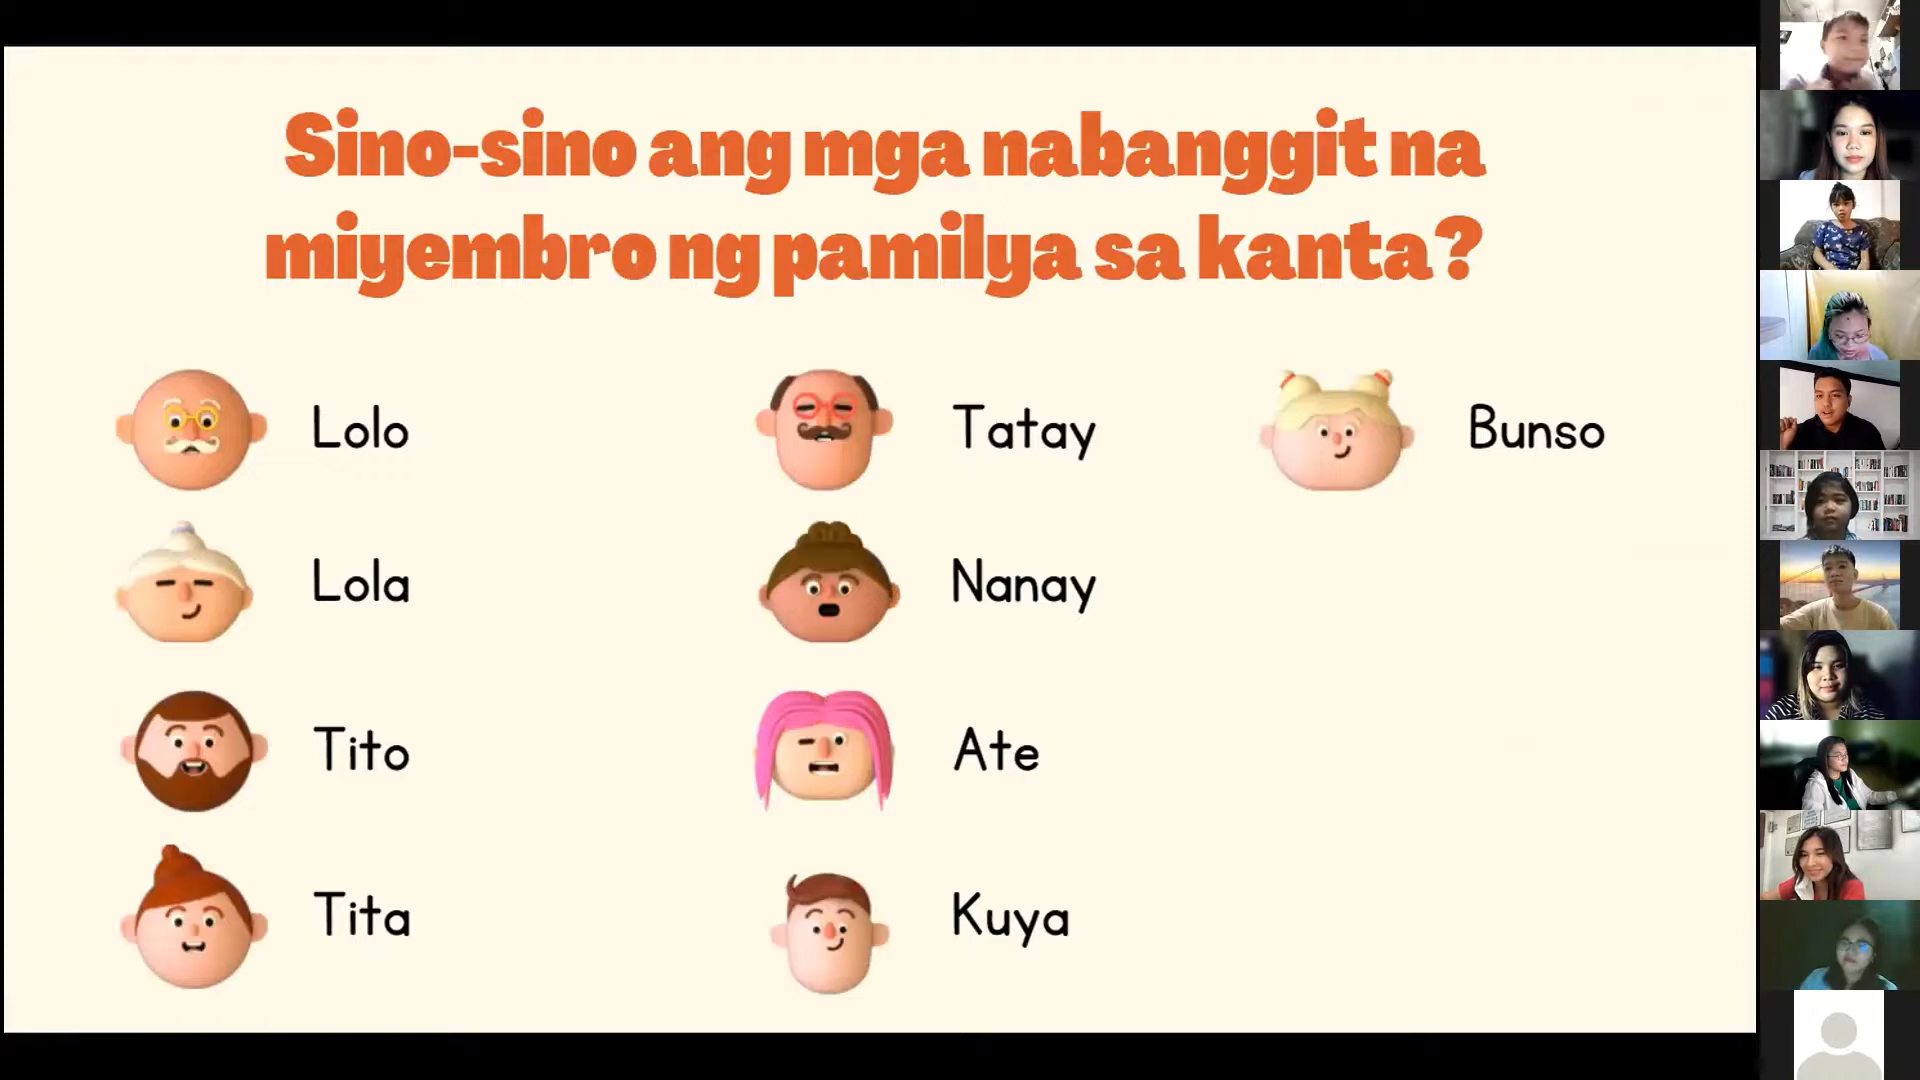 Sino-sino ang mga nabanggit na
miyembro ng pamilya sa kanta?
Lolo
Lola
Tito
Tita
Tatay
Nanay
Ate
Kuya
Bunso